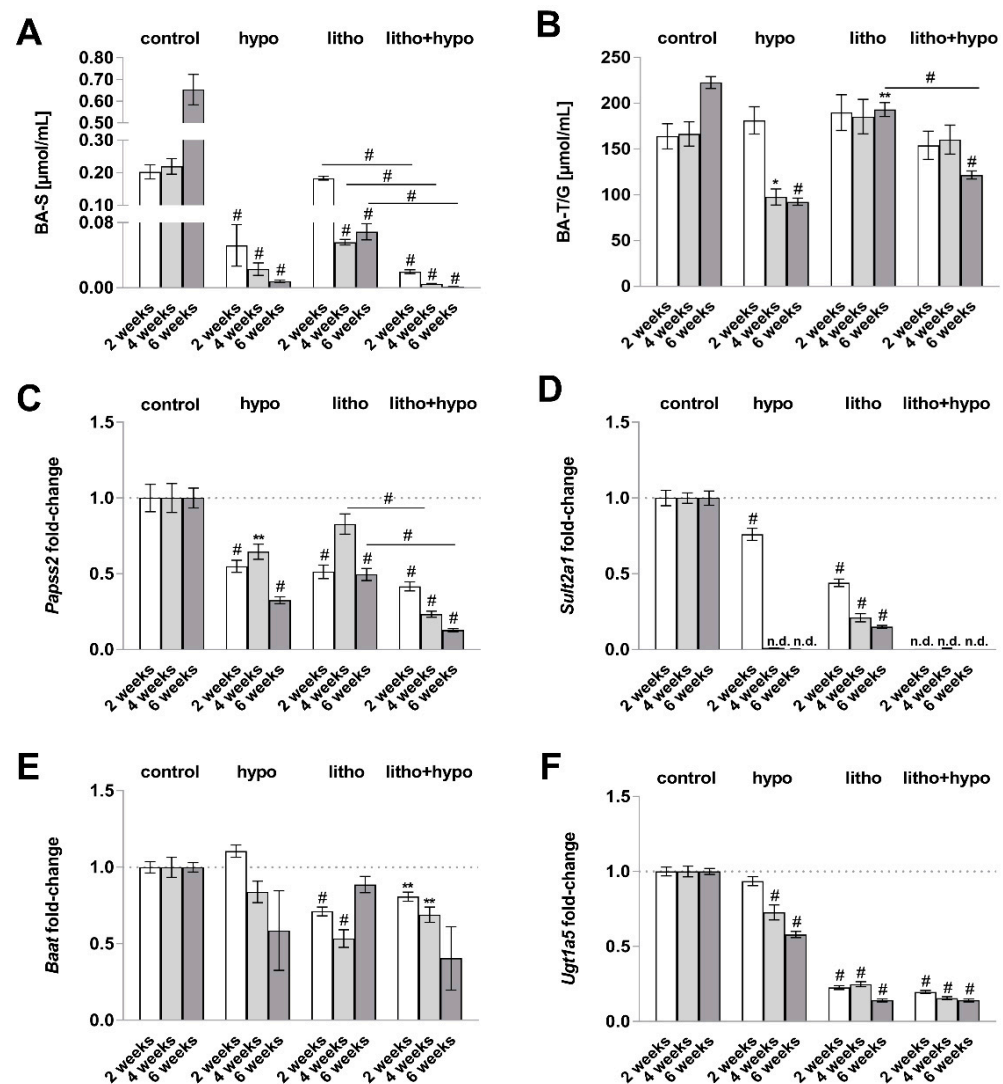 A
control hypo litho litho+hypo
BA-S [µmol/mL]
0.80
0.70
0.60
0.50
0.30
0.20
0.10
0.08
0.00
# # #
# # # # #
# # #
2 weeks 4 weeks 6 weeks 2 weeks 4 weeks 6 weeks 2 weeks 4 weeks 6 weeks 2 weeks 4 weeks 6 weeks
B
control hypo litho litho+hypo
BA-T/G [µmol/mL]
250
200
150
100
50
0
* # ** # #
2 weeks 4 weeks 6 weeks 2 weeks 4 weeks 6 weeks 2 weeks 4 weeks 6 weeks 2 weeks 4 weeks 6 weeks
C
control hypo litho litho+hypo
Papss2 fold-change
1.5
1.0
0.5
0.0
# ** # # # # # # # #
2 weeks 4 weeks 6 weeks 2 weeks 4 weeks 6 weeks 2 weeks 4 weeks 6 weeks 2 weeks 4 weeks 6 weeks
D
control hypo litho litho+hypo
Sult2a1 fold-change
1.5
1.0
0.5
0.0
# n.d. n.d. # # # n.d. n.d. n.d.
2 weeks 4 weeks 6 weeks 2 weeks 4 weeks 6 weeks 2 weeks 4 weeks 6 weeks 2 weeks 4 weeks 6 weeks
E
control hypo litho litho+hypo
Baat fold-change
1.5
1.0
0.5
0.0
# # ** **
2 weeks 4 weeks 6 weeks 2 weeks 4 weeks 6 weeks 2 weeks 4 weeks 6 weeks 2 weeks 4 weeks 6 weeks
F
control hypo litho litho+hypo
Ugt1a5 fold-change
1.5
1.0
0.5
0.0
# # # # # # # #
2 weeks 4 weeks 6 weeks 2 weeks 4 weeks 6 weeks 2 weeks 4 weeks 6 weeks 2 weeks 4 weeks 6 weeks